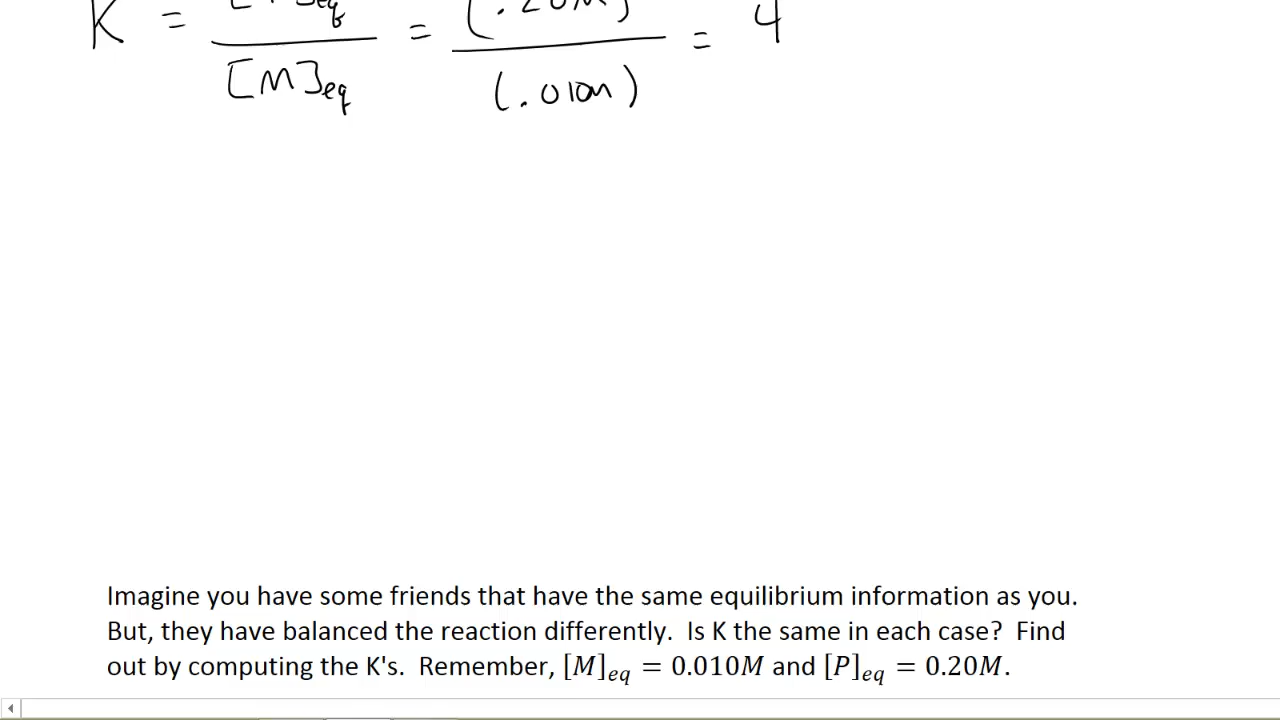 K = [P]eq = (.20M) = 4
[M]eq (.010M)
Imagine you have some friends that have the same equilibrium information as you.
But, they have balanced the reaction differently. Is K the same in each case? Find
out by computing the K's. Remember, [M]eq = 0.010M and [P]eq = 0.20M.